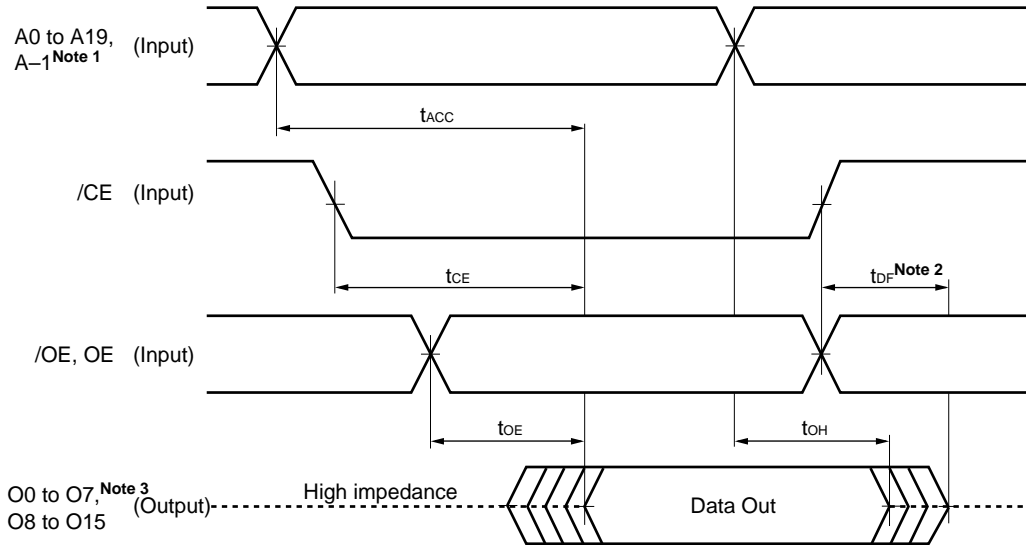 A0 to A19, (Input)
A–1Note 1
tACC
/CE (Input)
tCE
tDFNote 2
/OE, OE (Input)
tOE
tOH
O0 to O7,Note 3 (Output)
O8 to O15
High impedance
Data Out